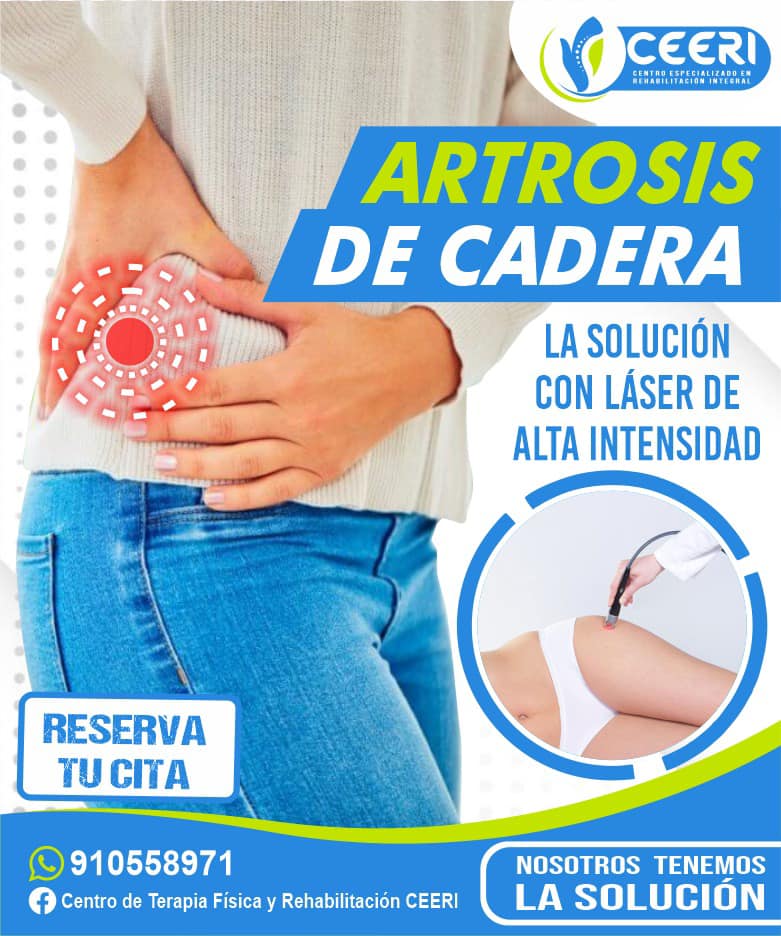 CEERI
CENTRO ESPECIALIZADO EN
REHABILITACIÓN INTEGRAL
ARTROSIS
DE CADERA
LA SOLUCIÓN
CON LÁSER DE
ALTA INTENSIDAD
RESERVA
TU CITA
910558971
Centro de Terapia Física y Rehabilitación CEERI
NOSOTROS TENEMOS
LA SOLUCIÓN